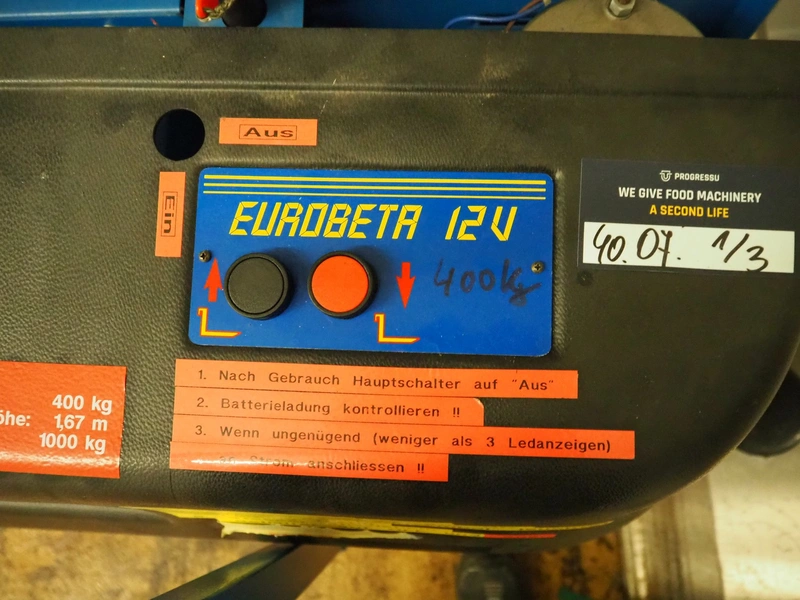 Aus
Ein
EUROBETA 12V
400kg
PROGRESSU
WE GIVE FOOD MACHINERY
A SECOND LIFE
40.07. 1/3
400 kg
öhe: 1,67 m
1000 kg
1. Nach Gebrauch Hauptschalter auf "Aus"
2. Batterieladung kontrollieren !!
3. Wenn ungenügend (weniger als 3 Ledanzeigen)
Strom anschliessen !!